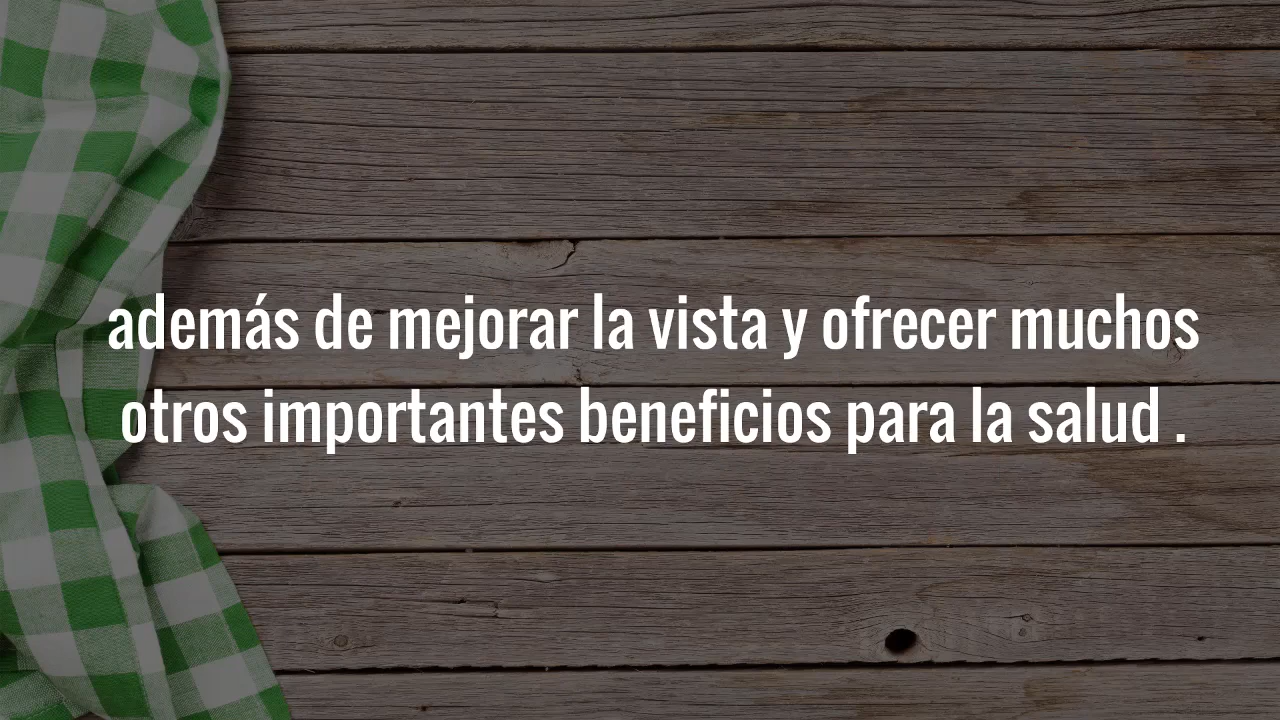 además de mejorar la vista y ofrecer muchos
otros importantes beneficios para la salud .